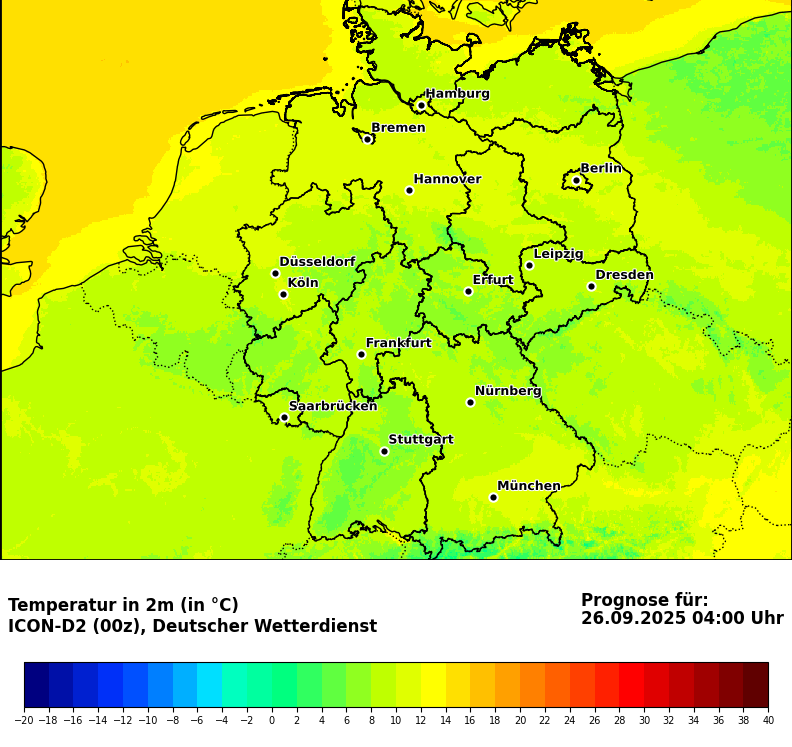 Hamburg
Bremen
Berlin
Hannover
Leipzig
Düsseldorf
Dresden
Köln
Erfurt
Frankfurt
Nürnberg
Saarbrücken
Stuttgart
München
Temperatur in 2m (in °C)
ICON-D2 (00z), Deutscher Wetterdienst
Prognose für:
26.09.2025 04:00 Uhr
−20 −18 −16 −14 −12 −10 −8 −6 −4 −2 0 2 4 6 8 10 12 14 16 18 20 22 24 26 28 30 32 34 36 38 40